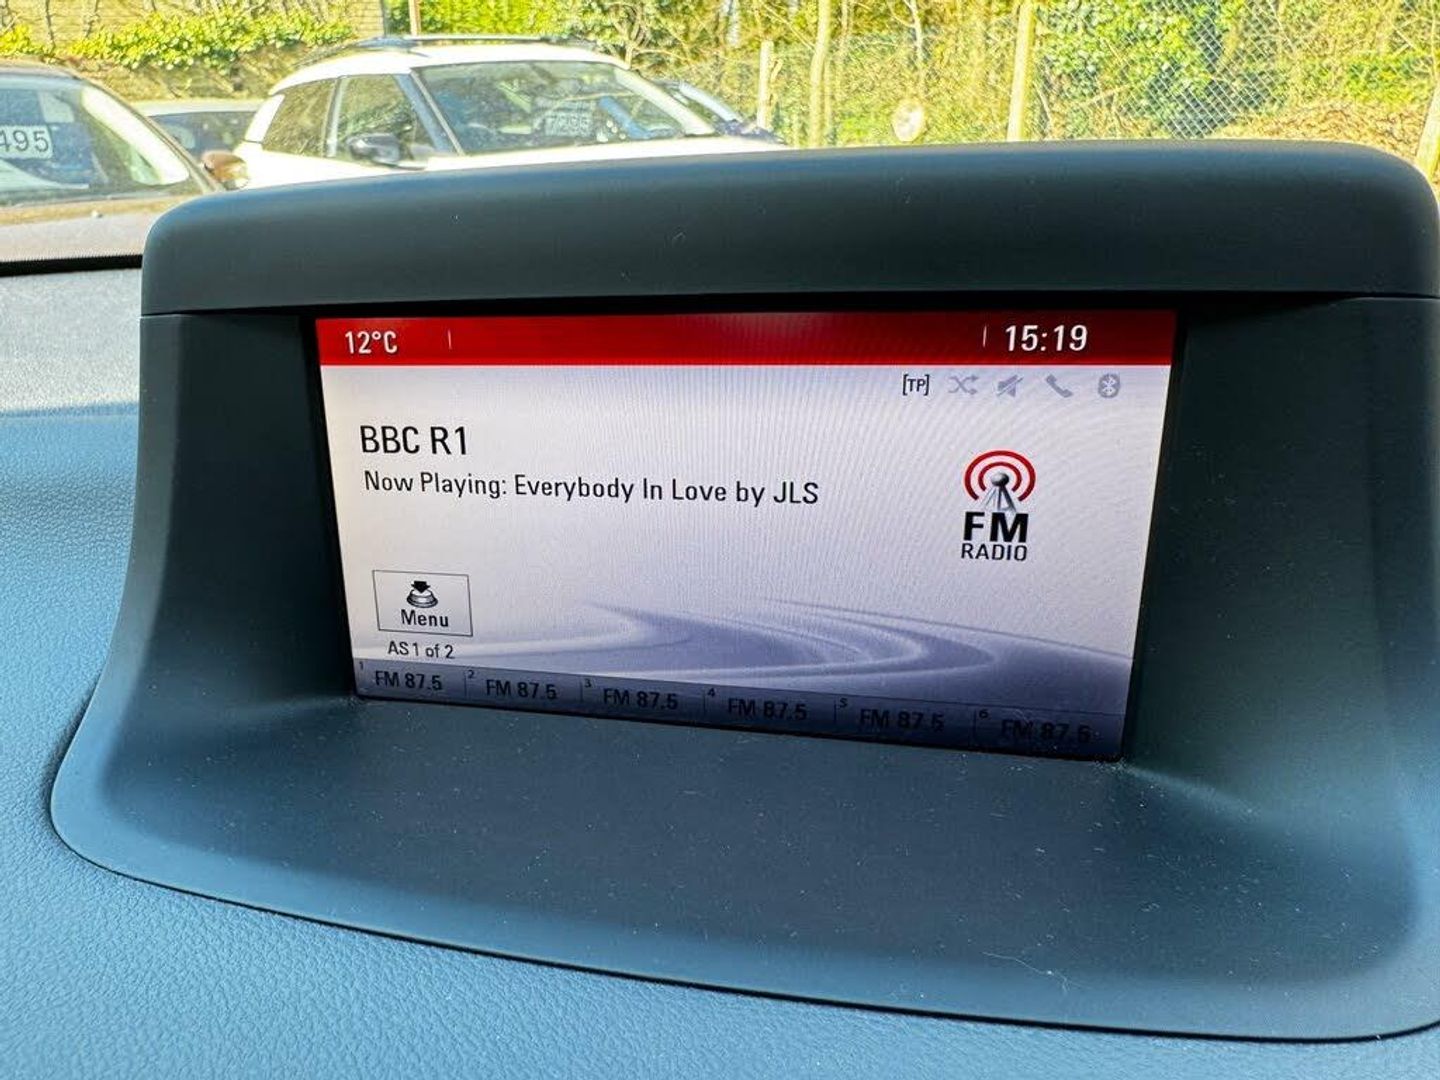 495
7295
12°C
15:19
[TP]
BBC R1
Now Playing: Everybody In Love by JLS
FM
RADIO
Menu
AS 1 of 2
1 FM 87.5 2 FM 87.5 3 FM 87.5 4 FM 87.5 5 FM 87.5 6 FM 87.5